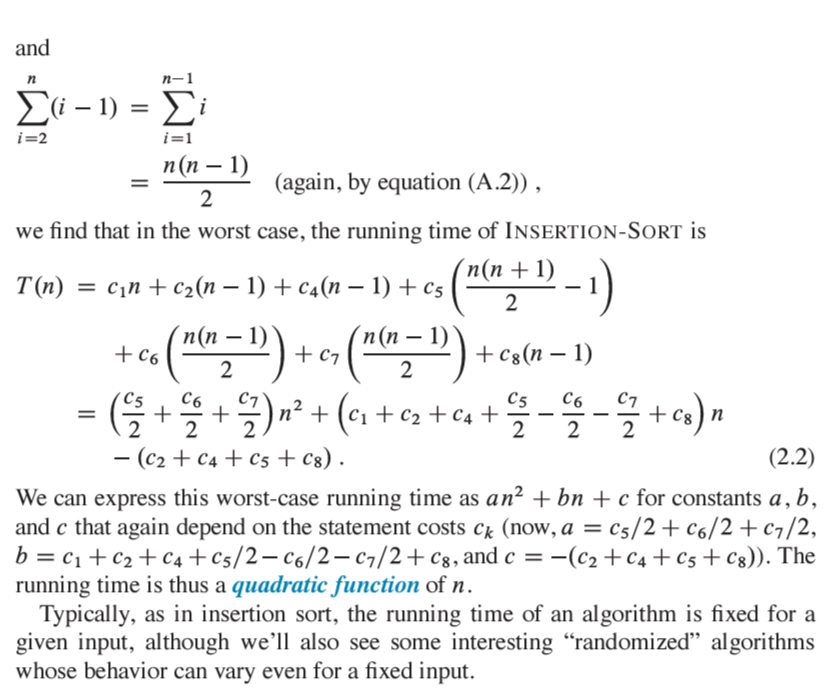 and
$\sum_{i=2}^{n}(i-1) = \sum_{i=1}^{n-1} i$
$= \frac{n(n-1)}{2}$ (again, by equation (A.2)) ,
we find that in the worst case, the running time of INSERTION-SORT is
$T(n) = c_1 n + c_2(n-1) + c_4(n-1) + c_5 \left(\frac{n(n+1)}{2} - 1\right)$
$+ c_6 \left(\frac{n(n-1)}{2}\right) + c_7 \left(\frac{n(n-1)}{2}\right) + c_8(n-1)$
$= \left(\frac{c_5}{2} + \frac{c_6}{2} + \frac{c_7}{2}\right) n^2 + \left(c_1 + c_2 + c_4 + \frac{c_5}{2} - \frac{c_6}{2} - \frac{c_7}{2} + c_8\right) n$
$- (c_2 + c_4 + c_5 + c_8) .$ (2.2)
We can express this worst-case running time as $an^2 + bn + c$ for constants $a$, $b$,
and $c$ that again depend on the statement costs $c_k$ (now, $a = c_5/2 + c_6/2 + c_7/2$,
$b = c_1 + c_2 + c_4 + c_5/2 - c_6/2 - c_7/2 + c_8$, and $c = -(c_2 + c_4 + c_5 + c_8)$). The
running time is thus a quadratic function of $n$.
Typically, as in insertion sort, the running time of an algorithm is fixed for a
given input, although we’ll also see some interesting “randomized” algorithms
whose behavior can vary even for a fixed input.